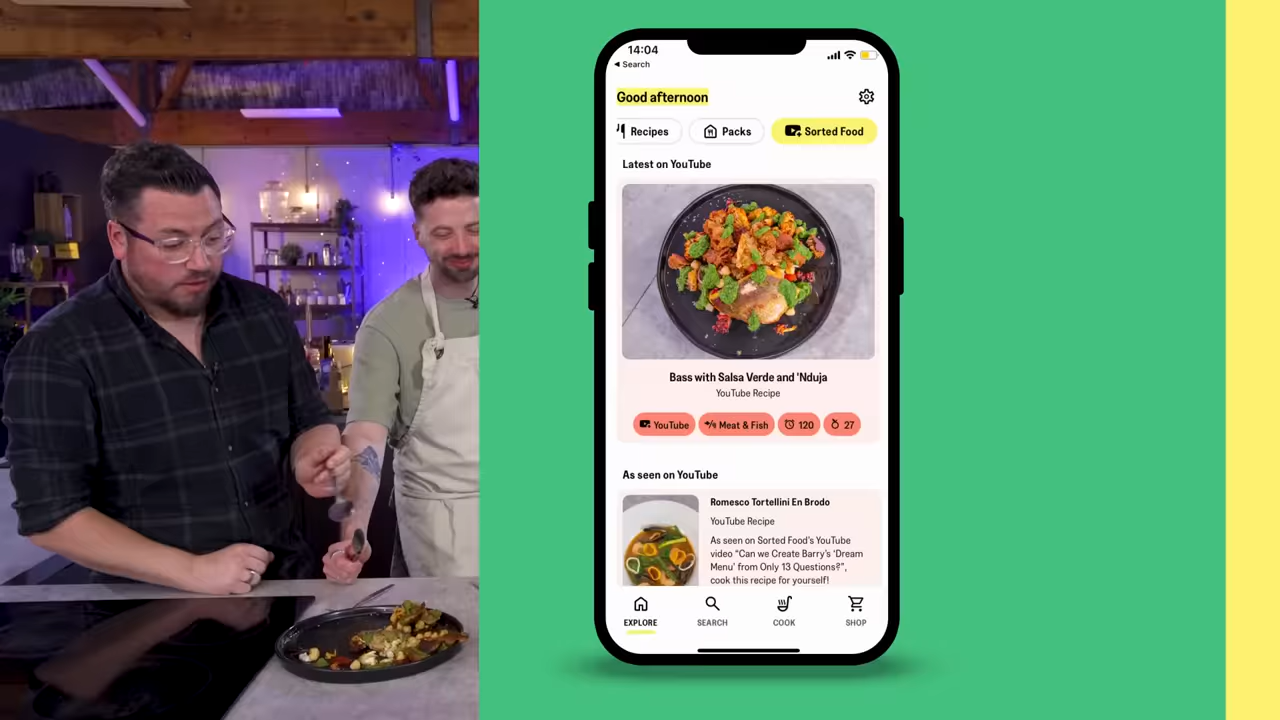 14:04
Search
Good afternoon
Recipes
Packs
Sorted Food
Latest on YouTube
Bass with Salsa Verde and 'Nduja
YouTube Recipe
YouTube
Meat & Fish
120
27
As seen on YouTube
Romesco Tortellini En Brodo
YouTube Recipe
As seen on Sorted Food's YouTube
video "Can we Create Barry's 'Dream
Menu' from Only 13 Questions?",
cook this recipe for yourself!
EXPLORE
SEARCH
COOK
SHOP